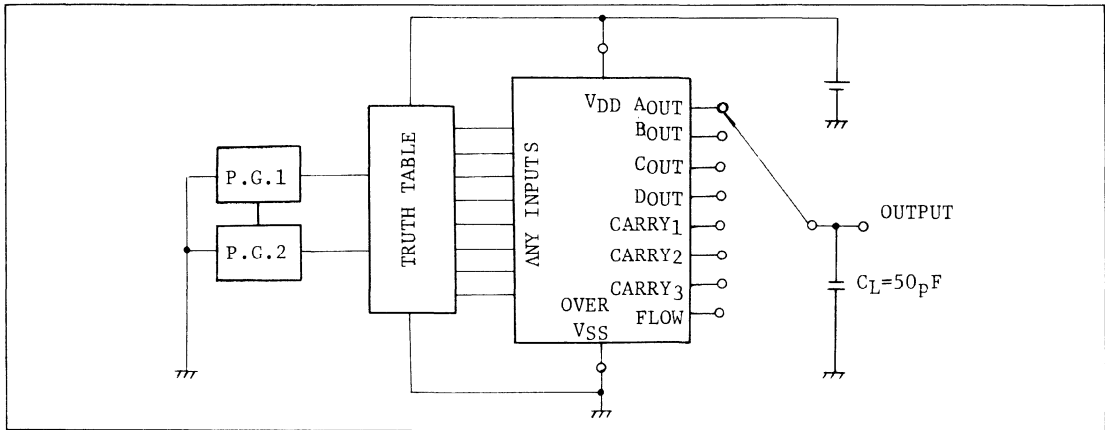 P.G.1
P.G.2
TRUTH TABLE
ANY INPUTS
VDD AOUT
BOUT
COUT
DOUT
CARRY1
CARRY2
CARRY3
OVER
FLOW
VSS
OUTPUT
CL=50pF